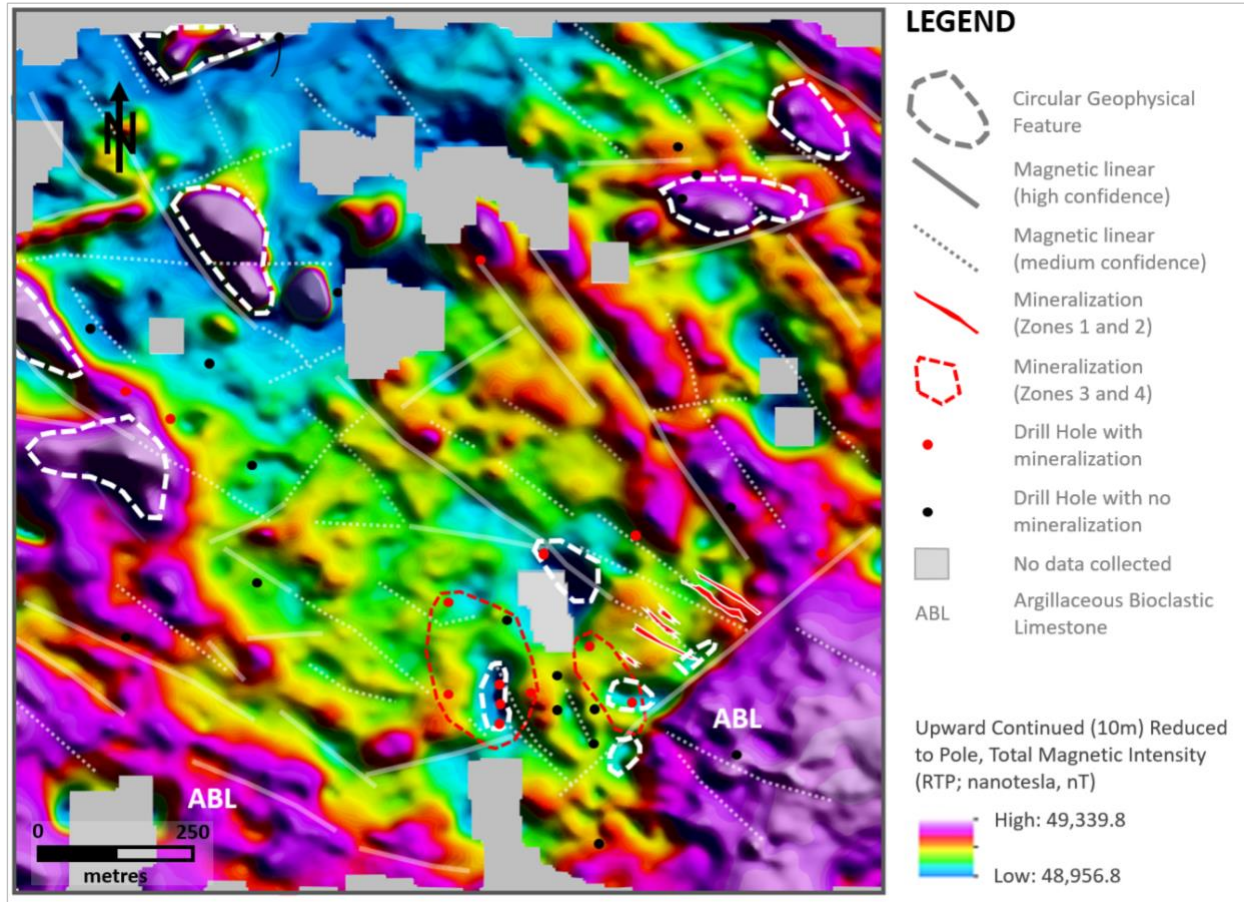 N
ABL
ABL
0 250
metres
LEGEND
Circular Geophysical
Feature
Magnetic linear
(high confidence)
Magnetic linear
(medium confidence)
Mineralization
(Zones 1 and 2)
Mineralization
(Zones 3 and 4)
Drill Hole with
mineralization
Drill Hole with no
mineralization
No data collected
ABL Argillaceous Bioclastic
Limestone
Upward Continued (10m) Reduced
to Pole, Total Magnetic Intensity
(RTP; nanotesla, nT)
High: 49,339.8
Low: 48,956.8